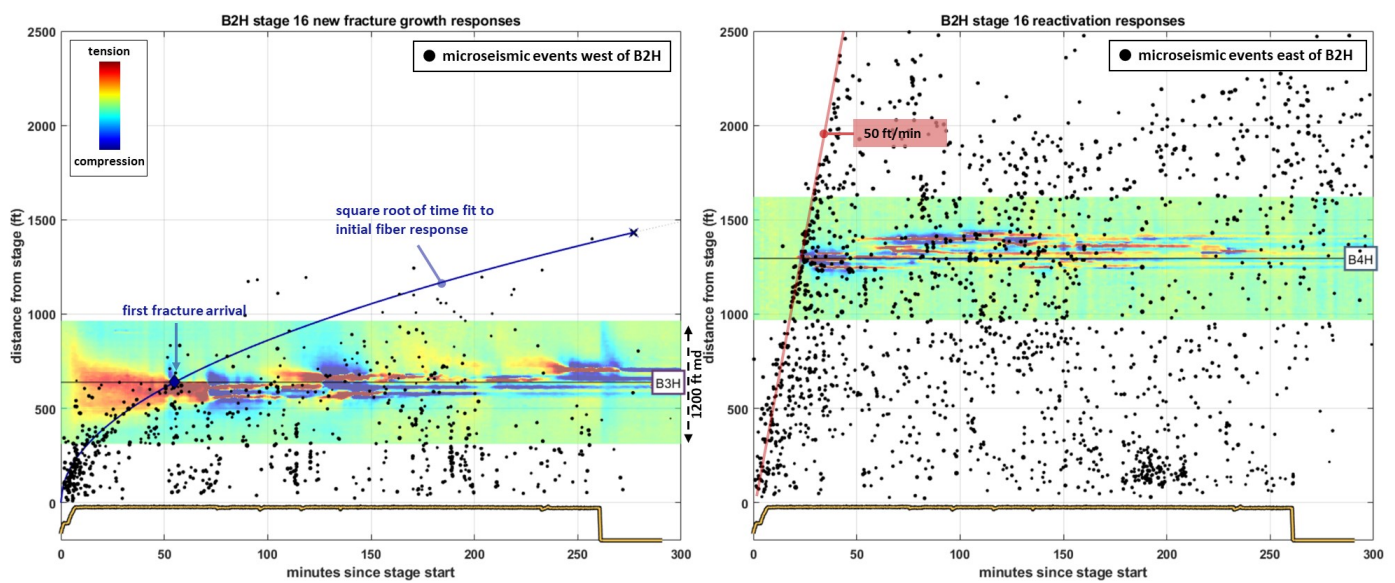 B2H stage 16 new fracture growth responses
2500
2000
1500
1000
500
0
distance from stage (ft)
tension
compression
microseismic events west of B2H
square root of time fit to
initial fiber response
first fracture arrival
B3H
1200 ft md
0
50
100
150
200
250
300
minutes since stage start
B2H stage 16 reactivation responses
2500
2000
1500
1000
500
0
distance from stage (ft)
microseismic events east of B2H
50 ft/min
B4H
0
50
100
150
200
250
300
minutes since stage start